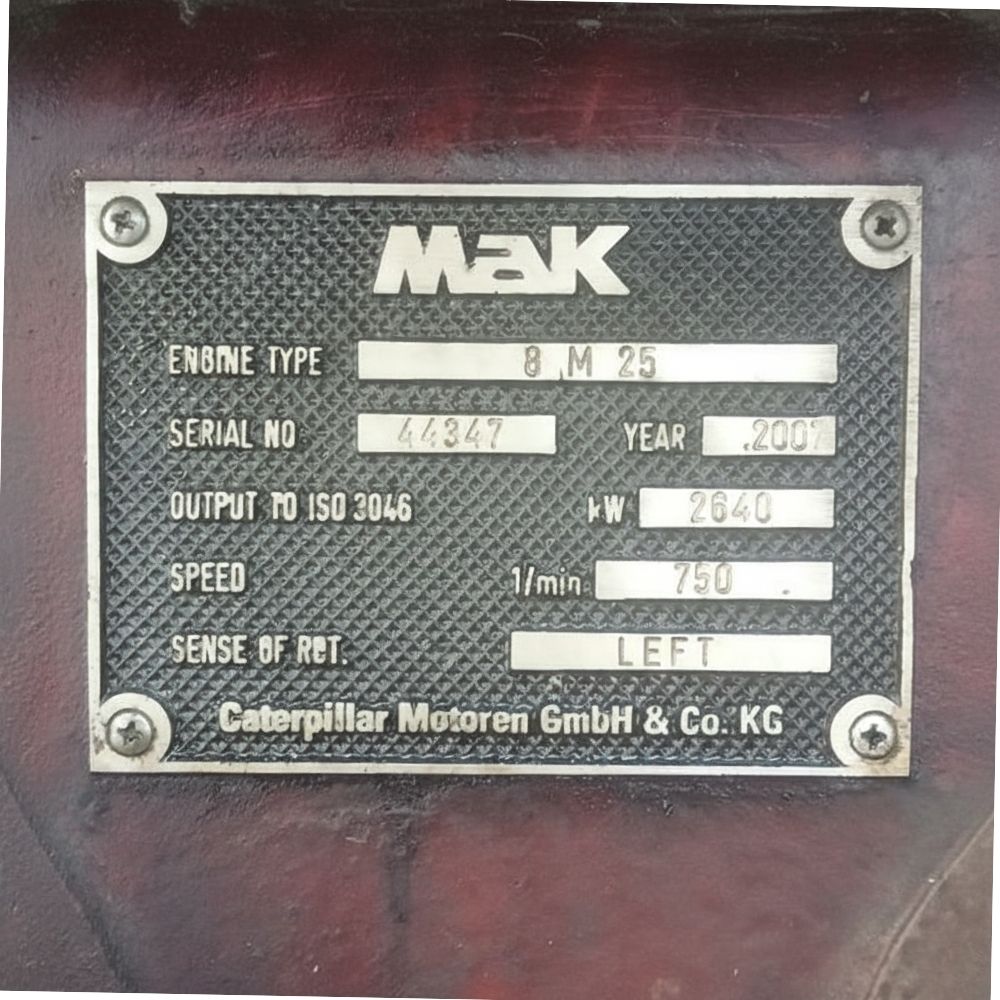 MaK
ENGINE TYPE 8 M 25
SERIAL NO 44347 YEAR .2007
OUTPUT TO ISO 3046 kW 2640
SPEED 1/min 750 .
SENSE OF ROT. LEFT
Caterpillar Motoren GmbH & Co. KG